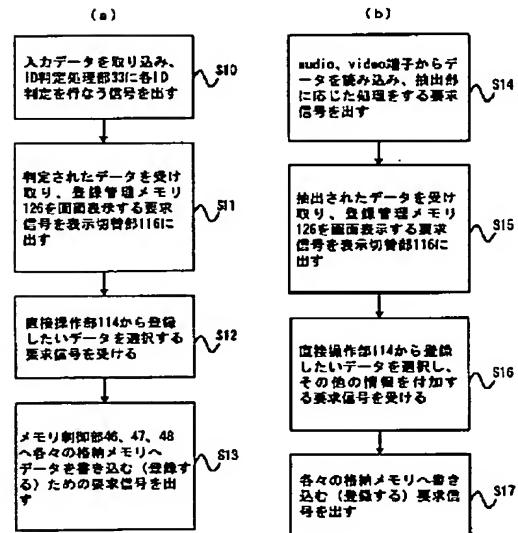 (a)
入力データを取り込み、
ID判定処理部33に各ID
判定を行なう信号を出す
S10
判定されたデータを受け
取り、登録管理メモリ
126を画面表示する要求
信号を表示切替部116に
出す
S11
直接操作部114から登録
したいデータを選択する
要求信号を受ける
S12
メモリ制御部46、47、48
へ各々の格納メモリへ
データを書き込む（登録す
る）ための要求信号を出
す
S13
(b)
audio、video端子からデ
ータを読み込み、抽出部
に応じた処理をする要求
信号を出す
S14
抽出されたデータを受け
取り、登録管理メモリ
126を画面表示する要求
信号を表示切替部116に
出す
S15
直接操作部114から登録
したいデータを選択し、
その他の情報を付加す
る要求信号を受ける
S16
各々の格納メモリへ書き
込む（登録する）要求信
号を出す
S17